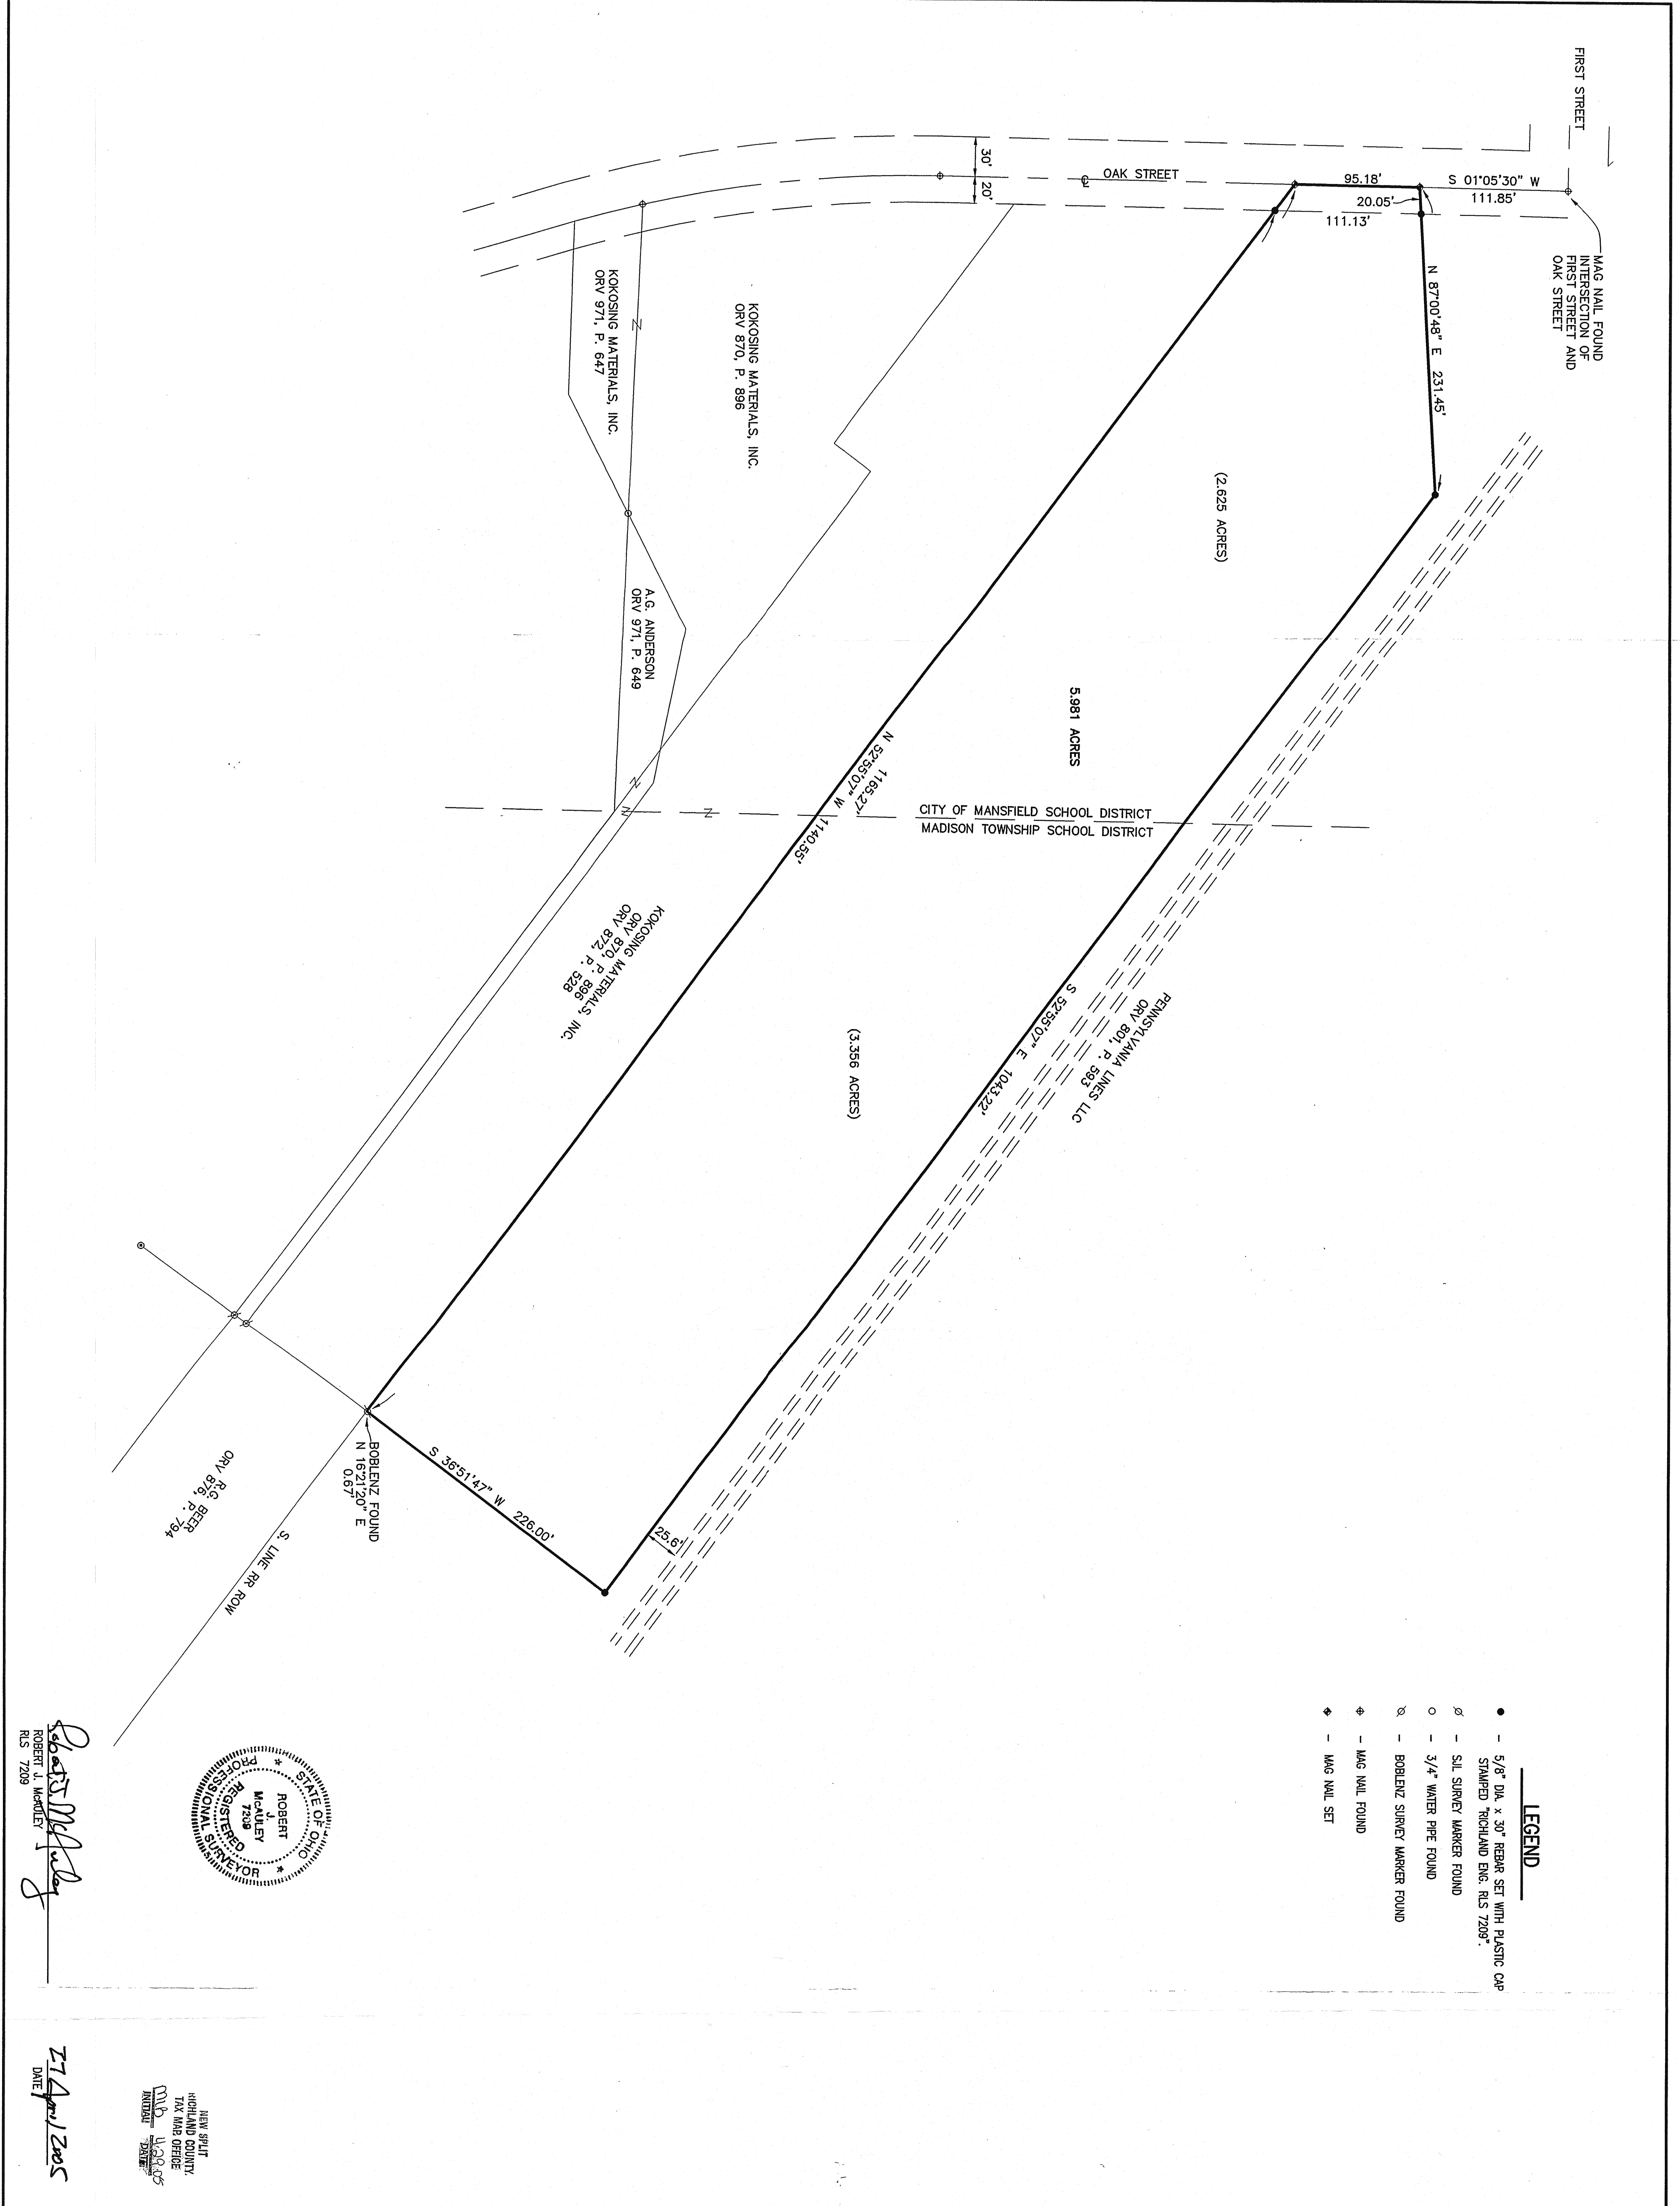 FIRST STREET
MAG NAIL FOUND
INTERSECTION OF
FIRST STREET AND
OAK STREET
S 01°05'30" W
111.85'
95.18'
20.05'
111.13'
OAK STREET
30'
20'
N 87°00'48" E 231.45'
(2.625 ACRES)
5.981 ACRES
KOKOSING MATERIALS, INC.
ORV 870, P. 896
KOKOSING MATERIALS, INC.
ORV 971, P. 647
A.G. ANDERSON
ORV 971, P. 649
1165.27'
N 52°55'07" W 1140.55'
CITY OF MANSFIELD SCHOOL DISTRICT
MADISON TOWNSHIP SCHOOL DISTRICT
PENNSYLVANIA LINES LLC
ORV 801, P. 593
S 52°55'07" E 1043.22'
KOKOSING MATERIALS, INC.
ORV 870, P. 896
ORV 872, P. 528
(3.356 ACRES)
S 36°51'47" W 226.00'
25.6'
BOBLENZ FOUND
N 16°21'20" E
0.67'
R.G. BEER
ORV 876, P. 794
S. LINE RR ROW
LEGEND
- 5/8" DIA. x 30" REBAR SET WITH PLASTIC CAP
STAMPED "RICHLAND ENG. RLS 7209".
- SJL SURVEY MARKER FOUND
- 3/4" WATER PIPE FOUND
- BOBLENZ SURVEY MARKER FOUND
- MAG NAIL FOUND
- MAG NAIL SET
STATE OF OHIO
ROBERT
J.
McAULEY
7209
REGISTERED
PROFESSIONAL SURVEYOR
Robert J. McAuley
ROBERT J. McAULEY
RLS 7209
27 April 2005
DATE
NEW SPLIT
RICHLAND COUNTY
TAX MAP OFFICE
MLB 4.29.05
INITIAL DATE